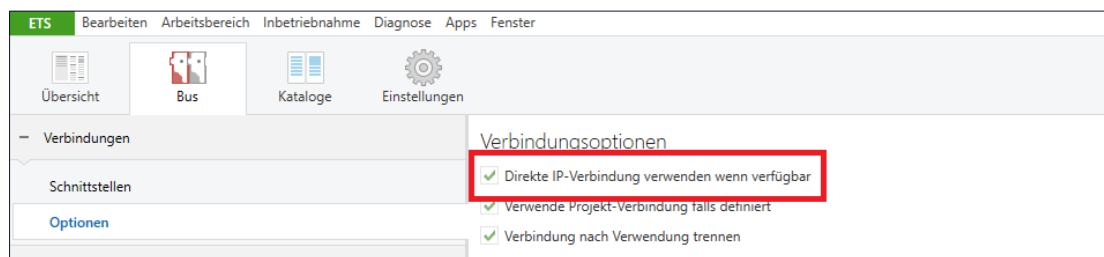 ETS Bearbeiten Arbeitsbereich Inbetriebnahme Diagnose Apps Fenster
Übersicht Bus Kataloge Einstellungen
Verbindungen
Verbindungsoptionen
Direkte IP-Verbindung verwenden wenn verfügbar
Schnittstellen
Verwende Projekt-Verbindung falls definiert
Optionen
Verbindung nach Verwendung trennen